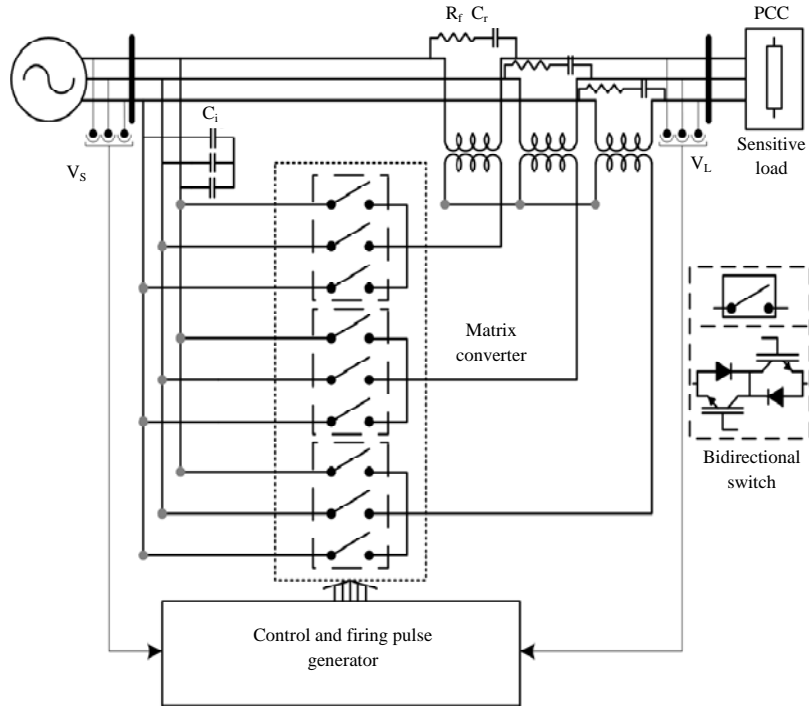 R_f C_r
PCC
C_i
V_S
V_L
Sensitive
load
Matrix
converter
Bidirectional
switch
Control and firing pulse
generator